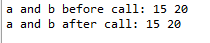 a and b before call: 15 20
a and b after call: 15 20